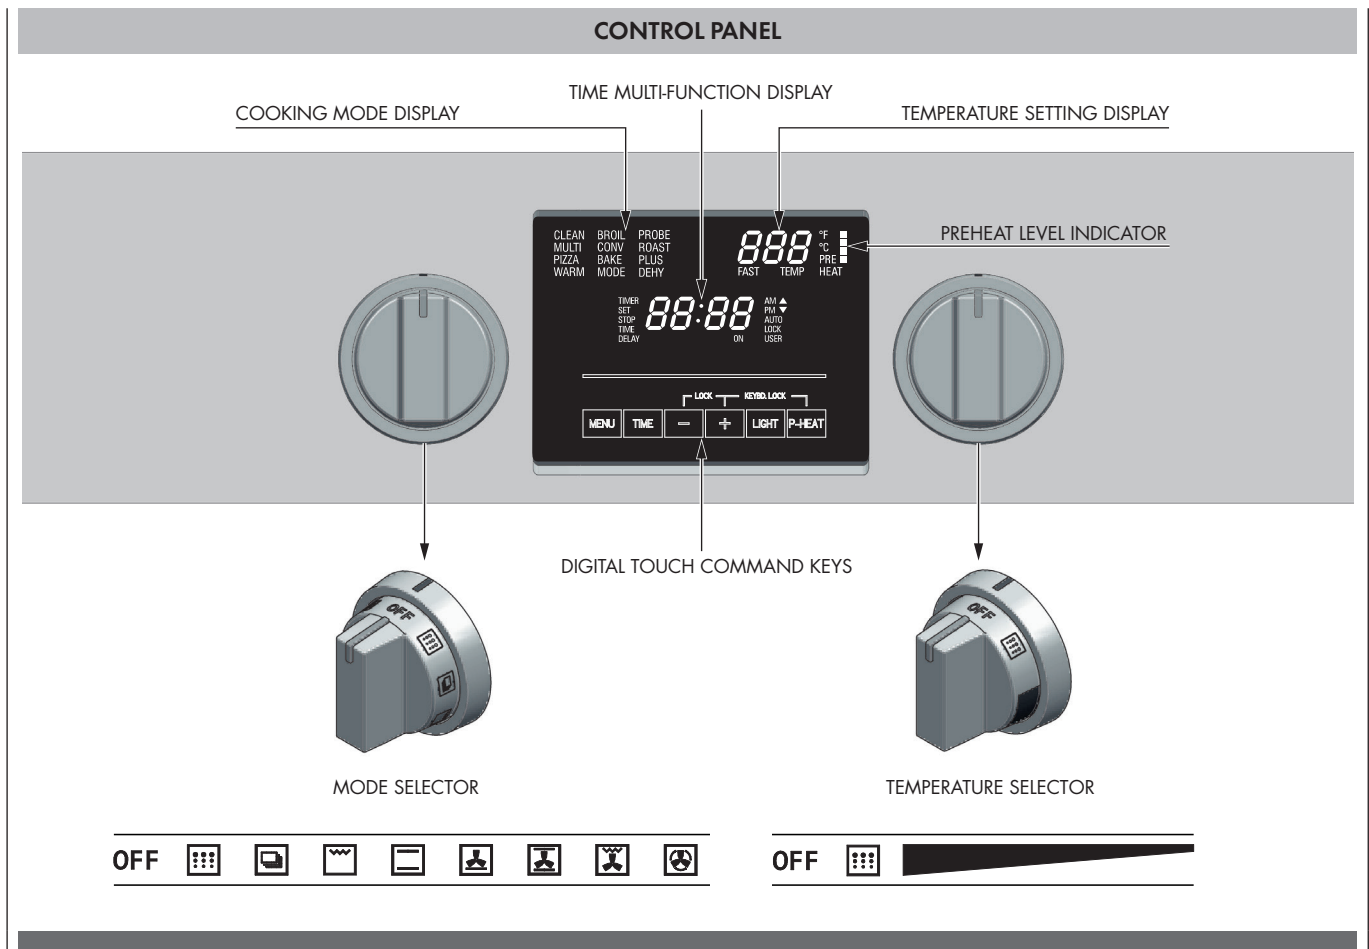 CONTROL PANEL
TIME MULTI-FUNCTION DISPLAY
COOKING MODE DISPLAY
TEMPERATURE SETTING DISPLAY
PREHEAT LEVEL INDICATOR
CLEAN BROIL PROBE
MULTI CONV ROAST
PIZZA BAKE PLUS
WARM MODE DEHY
888 °F
°C
PRE
FAST TEMP HEAT
TIMER
SET
STOP
TIME
DELAY
88:88
ON
AM ▲
PM ▼
AUTO
LOCK
USER
LOCK KEYBD. LOCK
MENU TIME − + LIGHT P-HEAT
DIGITAL TOUCH COMMAND KEYS
OFF
OFF
MODE SELECTOR
TEMPERATURE SELECTOR
OFF
OFF